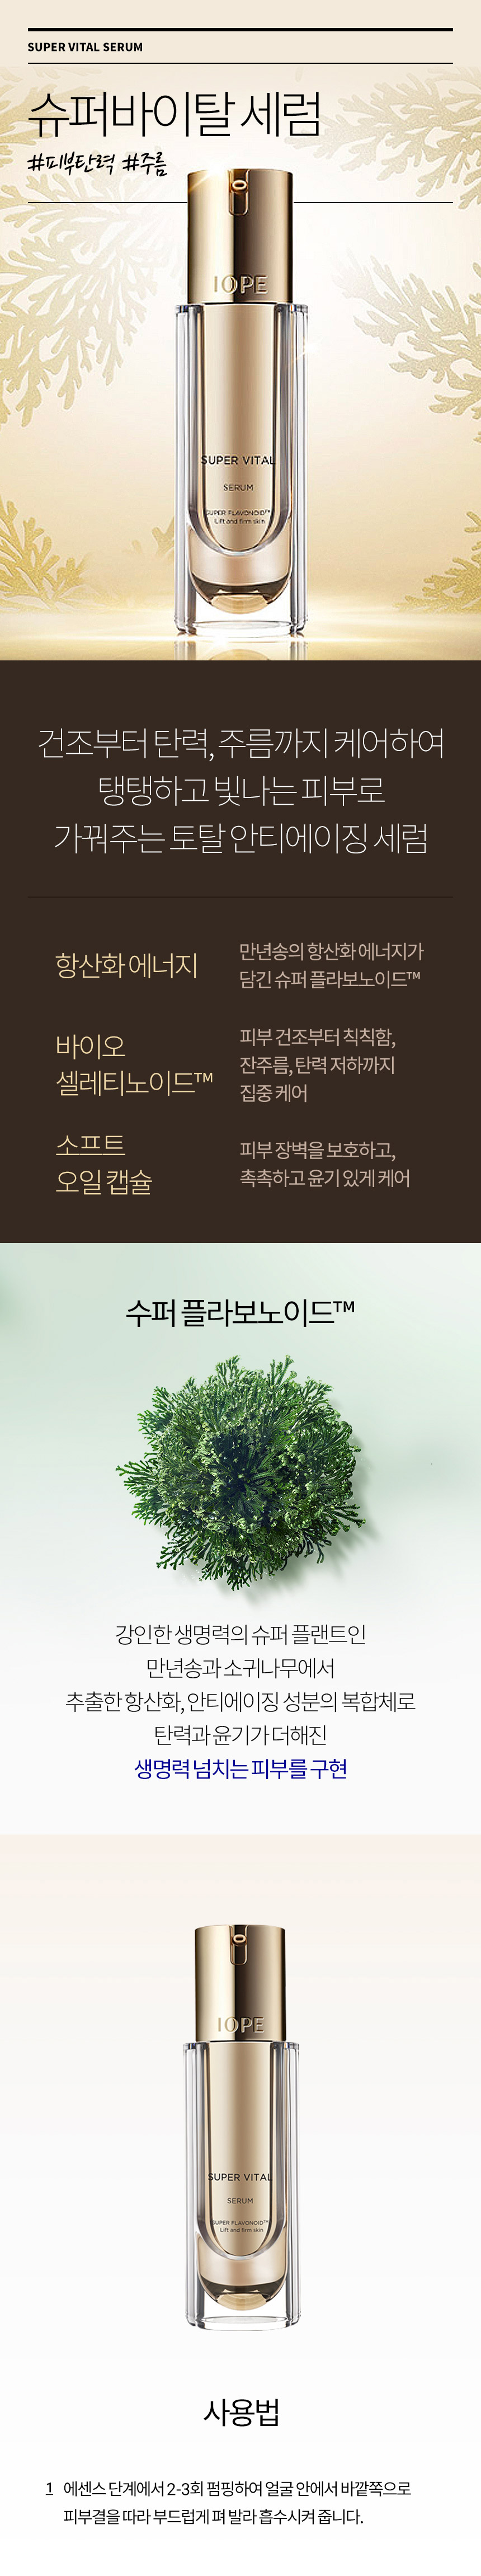 SUPER VITAL SERUM
슈퍼바이탈 세럼
#피부탄력 #주름
IOPE
SUPER VITAL
SERUM
SUPER FLAVONOID™
Lift and firm skin
건조부터 탄력, 주름까지 케어하여
탱탱하고 빛나는 피부로
가꿔주는 토탈 안티에이징 세럼
항산화 에너지
만년송의 항산화 에너지가
담긴 슈퍼 플라보노이드™
바이오
셀레티노이드™
피부 건조부터 칙칙함,
잔주름, 탄력 저하까지
집중 케어
소프트
오일 캡슐
피부 장벽을 보호하고,
촉촉하고 윤기 있게 케어
수퍼 플라보노이드™
강인한 생명력의 슈퍼 플랜트인
만년송과 소귀나무에서
추출한 항산화, 안티에이징 성분의 복합체로
탄력과 윤기가 더해진
생명력 넘치는 피부를 구현
IOPE
SUPER VITAL
SERUM
SUPER FLAVONOID™
Lift and firm skin
사용법
1 에센스 단계에서 2-3회 펌핑하여 얼굴 안에서 바깥쪽으로
피부결을 따라 부드럽게 펴 발라 흡수시켜 줍니다.